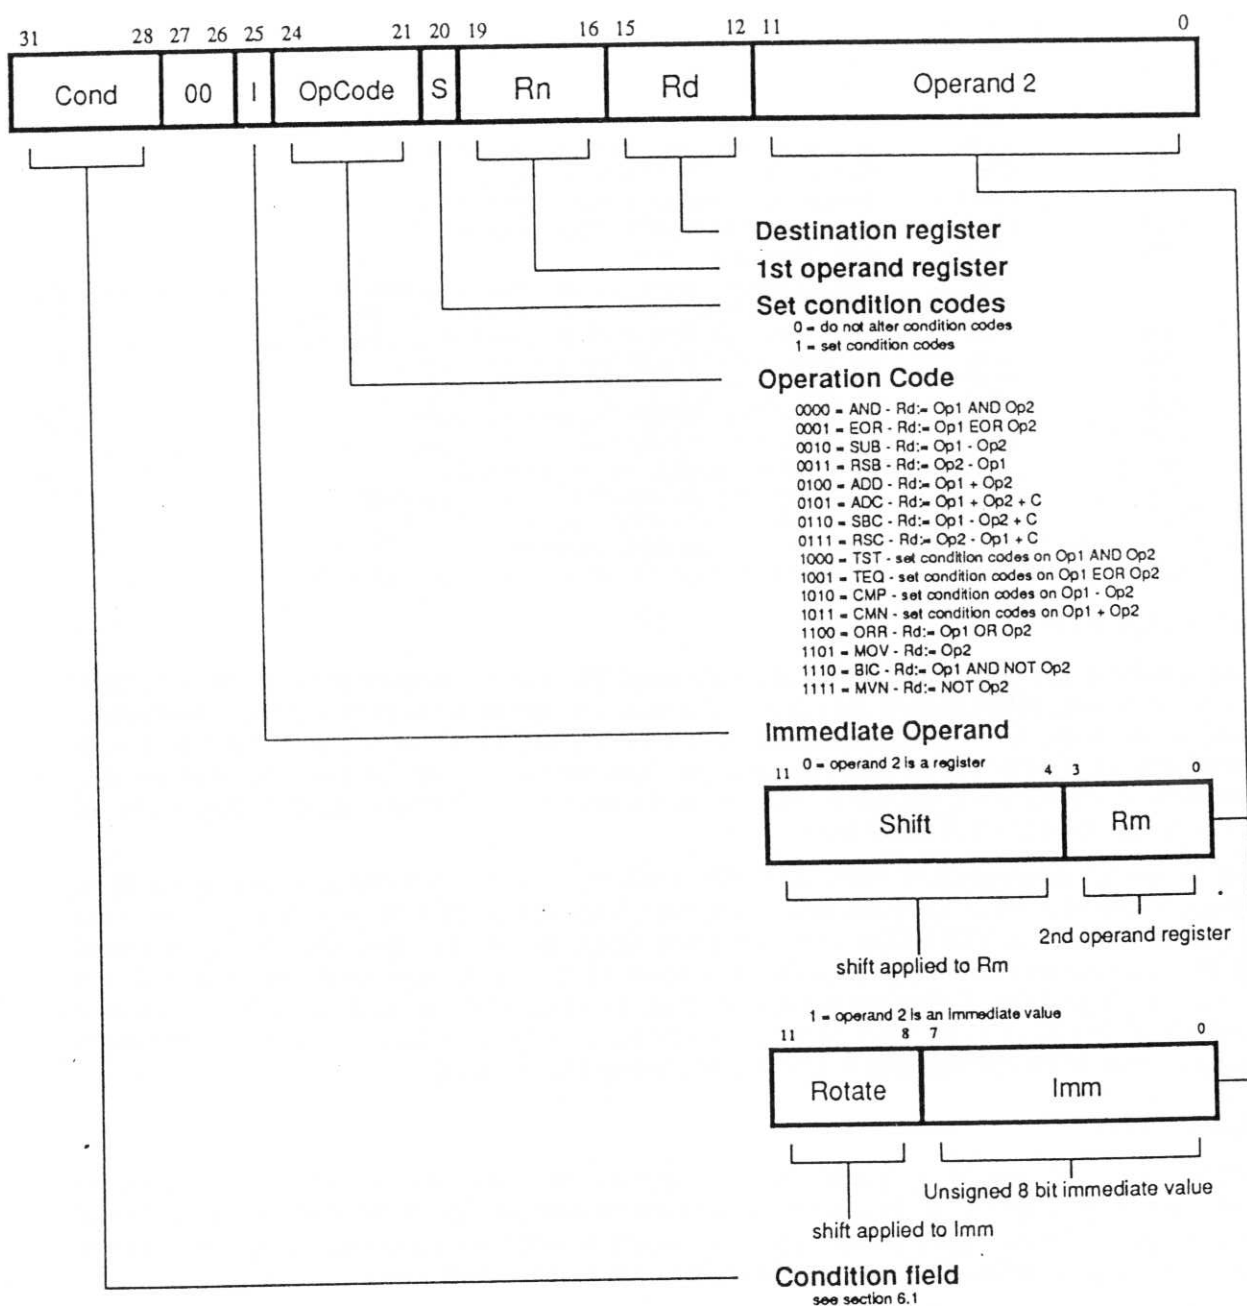 31 28 27 26 25 24 21 20 19 16 15 12 11 0
Cond 00 I OpCode S Rn Rd Operand 2
Destination register
1st operand register
Set condition codes
0 = do not alter condition codes
1 = set condition codes
Operation Code
0000 = AND - Rd:= Op1 AND Op2
0001 = EOR - Rd:= Op1 EOR Op2
0010 = SUB - Rd:= Op1 - Op2
0011 = RSB - Rd:= Op2 - Op1
0100 = ADD - Rd:= Op1 + Op2
0101 = ADC - Rd:= Op1 + Op2 + C
0110 = SBC - Rd:= Op1 - Op2 + C
0111 = RSC - Rd:= Op2 - Op1 + C
1000 = TST - set condition codes on Op1 AND Op2
1001 = TEQ - set condition codes on Op1 EOR Op2
1010 = CMP - set condition codes on Op1 - Op2
1011 = CMN - set condition codes on Op1 + Op2
1100 = ORR - Rd:= Op1 OR Op2
1101 = MOV - Rd:= Op2
1110 = BIC - Rd:= Op1 AND NOT Op2
1111 = MVN - Rd:= NOT Op2
Immediate Operand
0 = operand 2 is a register
11 4 3 0
Shift Rm
2nd operand register
shift applied to Rm
1 = operand 2 is an immediate value
11 8 7 0
Rotate Imm
Unsigned 8 bit immediate value
shift applied to Imm
Condition field
see section 6.1